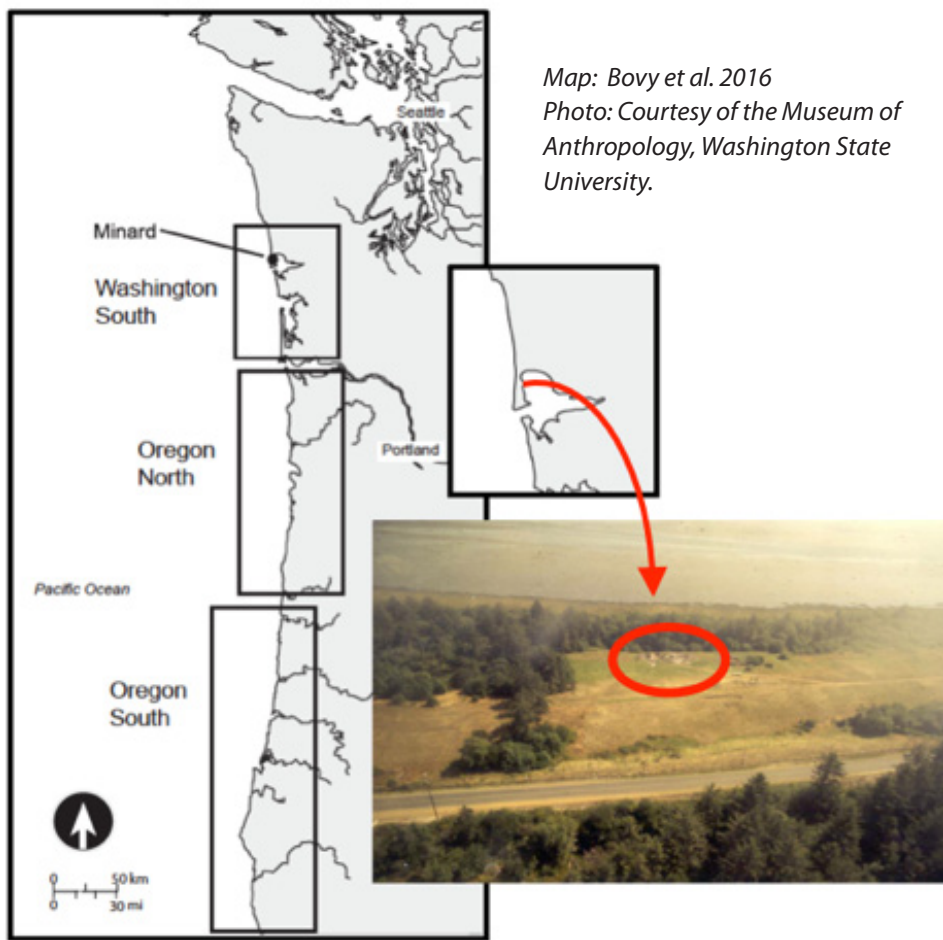 Map: Bovy et al. 2016
Photo: Courtesy of the Museum of
Anthropology, Washington State
University.
Seattle
Minard
Washington
South
Oregon
North
Portland
Pacific Ocean
Oregon
South
0 50 km
0 30 mi